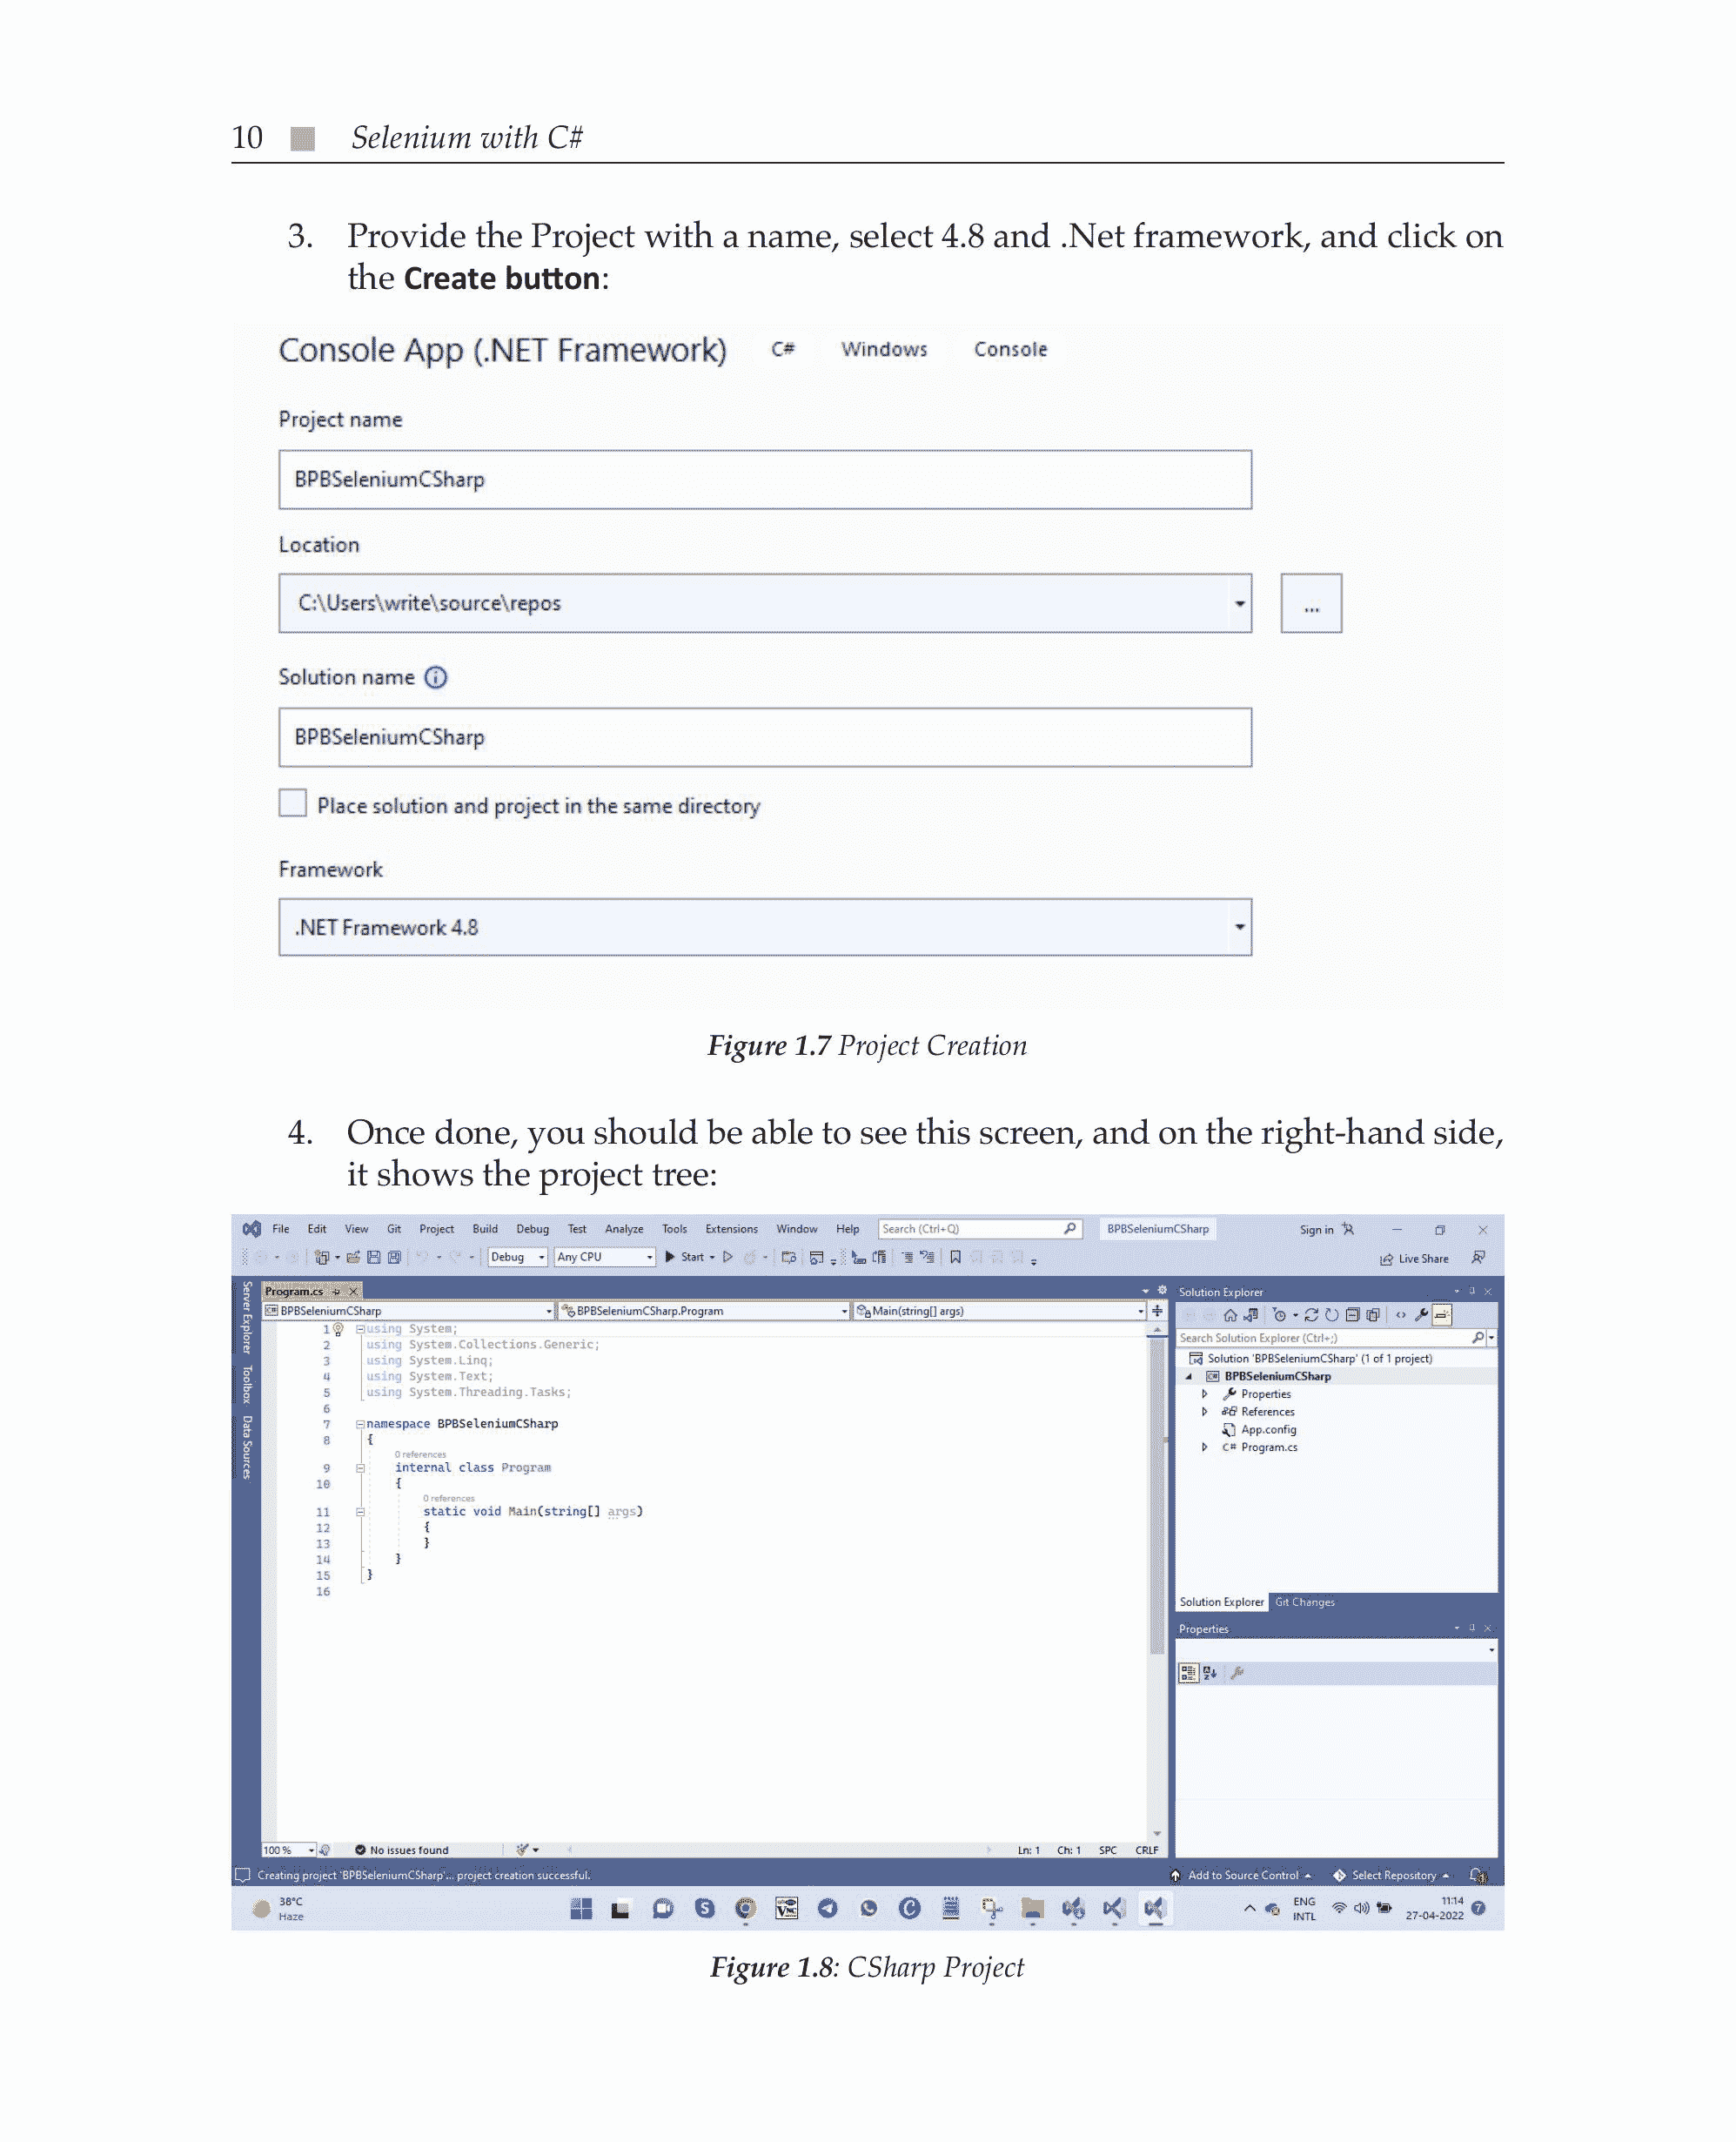 10 Selenium with C#
3. Provide the Project with a name, select 4.8 and .Net framework, and click on
the Create button:
Console App (.NET Framework) C# Windows Console
Project name
BPBSeleniumCSharp
Location
C:\Users\write\source\repos
...
Solution name
BPBSeleniumCSharp
Place solution and project in the same directory
Framework
.NET Framework 4.8
Figure 1.7 Project Creation
4. Once done, you should be able to see this screen, and on the right-hand side,
it shows the project tree:
File Edit View Git Project Build Debug Test Analyze Tools Extensions Window Help Search (Ctrl+Q) BPBSeleniumCSharp Sign in
Debug Any CPU Start Live Share
Server Explorer
Toolbox
Data Sources
Program.cs
BPBSeleniumCSharp BPBSeleniumCSharp.Program Main(string[] args)
1 using System;
2 using System.Collections.Generic;
3 using System.Linq;
4 using System.Text;
5 using System.Threading.Tasks;
6
7 namespace BPBSeleniumCSharp
8 {
0 references
9 internal class Program
10 {
0 references
11 static void Main(string[] args)
12 {
13 }
14 }
15 }
16
Solution Explorer
Search Solution Explorer (Ctrl+;)
Solution 'BPBSeleniumCSharp' (1 of 1 project)
BPBSeleniumCSharp
Properties
References
App.config
C# Program.cs
Solution Explorer Git Changes
Properties
100 % No issues found Ln: 1 Ch: 1 SPC CRLF
Creating project 'BPBSeleniumCSharp'... project creation successful. Add to Source Control Select Repository
38°C
Haze
ENG
INTL
11:14
27-04-2022
7
Figure 1.8: CSharp Project